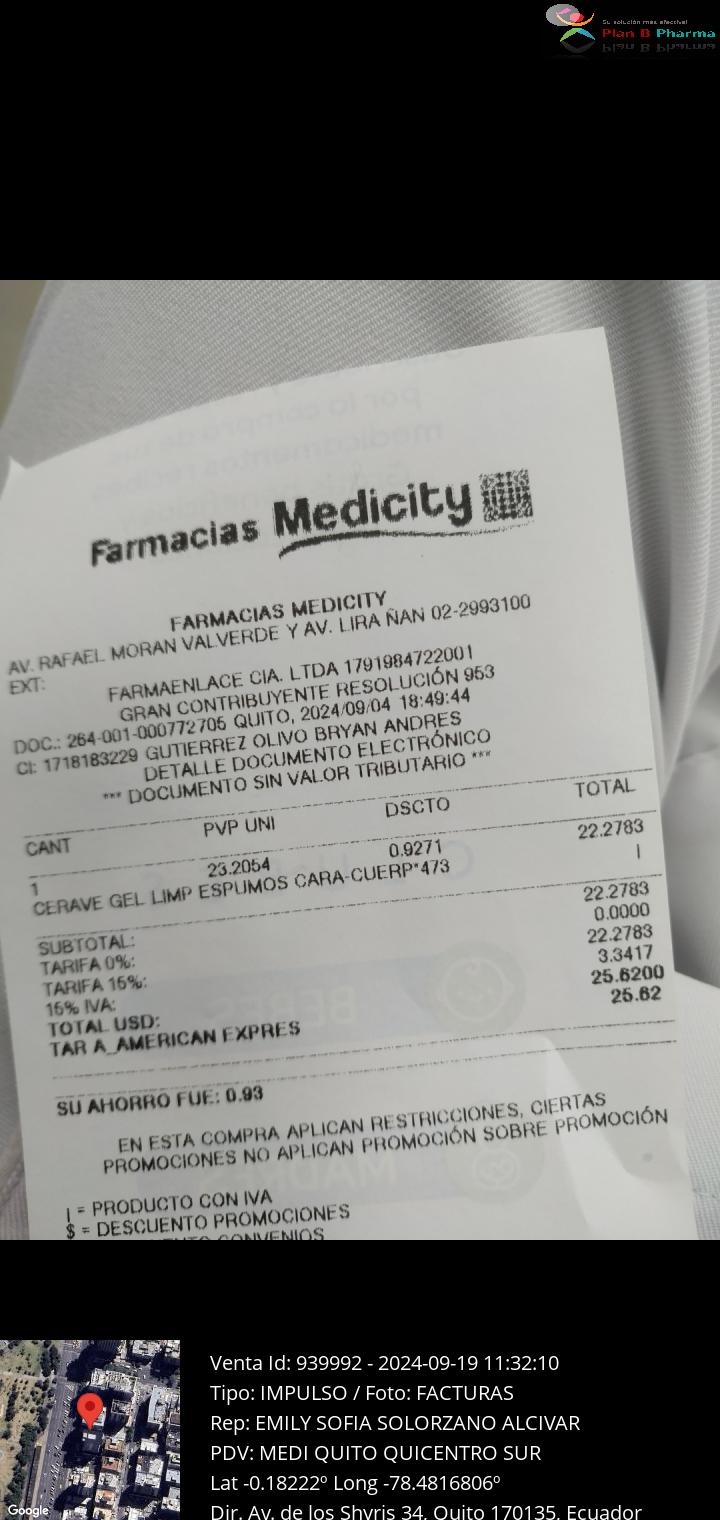 Su solución más efectiva!
Plan B Pharma
Farmacias Medicity
FARMACIAS MEDICITY
AV. RAFAEL MORAN VALVERDE Y AV. LIRA ÑAN 02-2993100
EXT:
FARMAENLACE CIA. LTDA 1791984722001
GRAN CONTRIBUYENTE RESOLUCIÓN 953
DOC.: 264-001-000772705 QUITO, 2024/09/04 18:49:44
CI: 1718183229 GUTIERREZ OLIVO BRYAN ANDRES
DETALLE DOCUMENTO ELECTRÓNICO
*** DOCUMENTO SIN VALOR TRIBUTARIO ***
CANT PVP UNI DSCTO TOTAL
1 23.2054 0.9271 22.2783
CERAVE GEL LIMP ESPUMOS CARA-CUERP*473 I
SUBTOTAL: 22.2783
TARIFA 0%: 0.0000
TARIFA 15%: 22.2783
15% IVA: 3.3417
TOTAL USD: 25.6200
TAR A_AMERICAN EXPRES 25.62
SU AHORRO FUE: 0.93
EN ESTA COMPRA APLICAN RESTRICCIONES, CIERTAS
PROMOCIONES NO APLICAN PROMOCIÓN SOBRE PROMOCIÓN
I = PRODUCTO CON IVA
$ = DESCUENTO PROMOCIONES
CONVENIOS
Google
Venta Id: 939992 - 2024-09-19 11:32:10
Tipo: IMPULSO / Foto: FACTURAS
Rep: EMILY SOFIA SOLORZANO ALCIVAR
PDV: MEDI QUITO QUICENTRO SUR
Lat -0.18222º Long -78.4816806º
Dir. Av. de los Shyris 34, Quito 170135, Ecuador